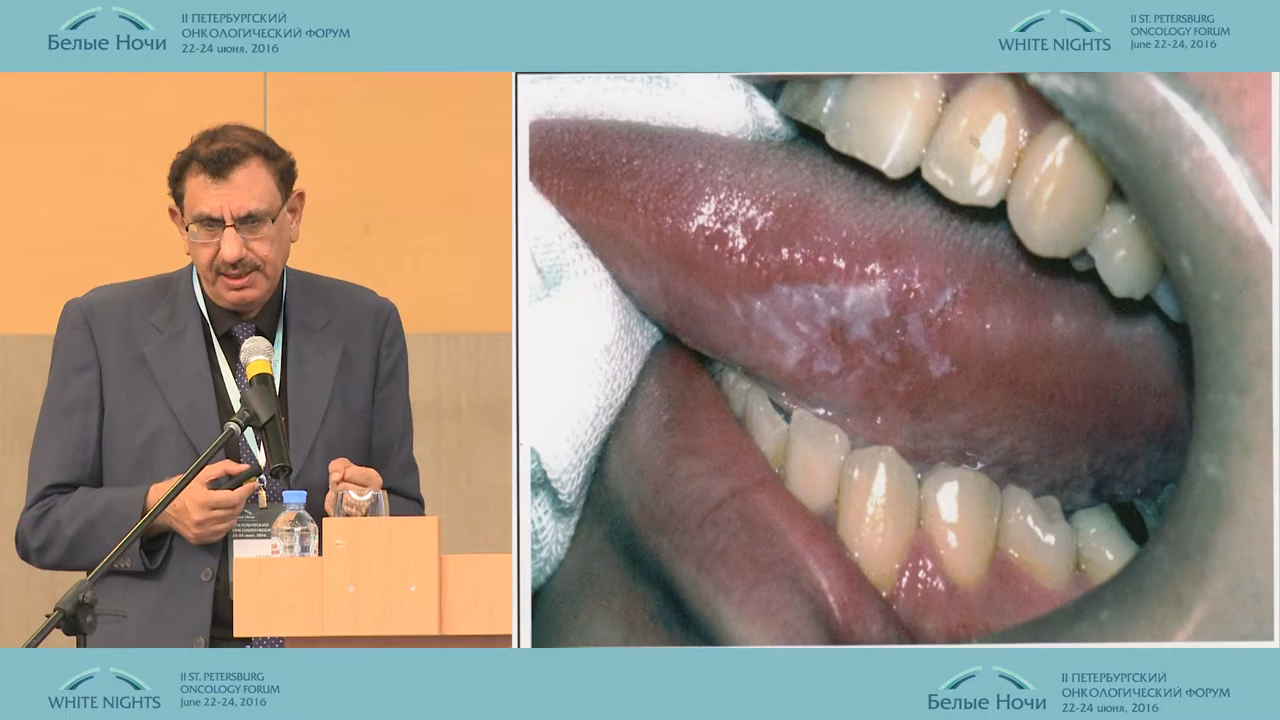 Белые Ночи
II ПЕТЕРБУРГСКИЙ
ОНКОЛОГИЧЕСКИЙ ФОРУМ
22-24 июня, 2016
WHITE NIGHTS
II ST. PETERSBURG
ONCOLOGY FORUM
June 22-24, 2016
WHITE NIGHTS
II ST. PETERSBURG
ONCOLOGY FORUM
June 22-24, 2016
Белые Ночи
II ПЕТЕРБУРГСКИЙ
ОНКОЛОГИЧЕСКИЙ ФОРУМ
22-24 июня, 2016